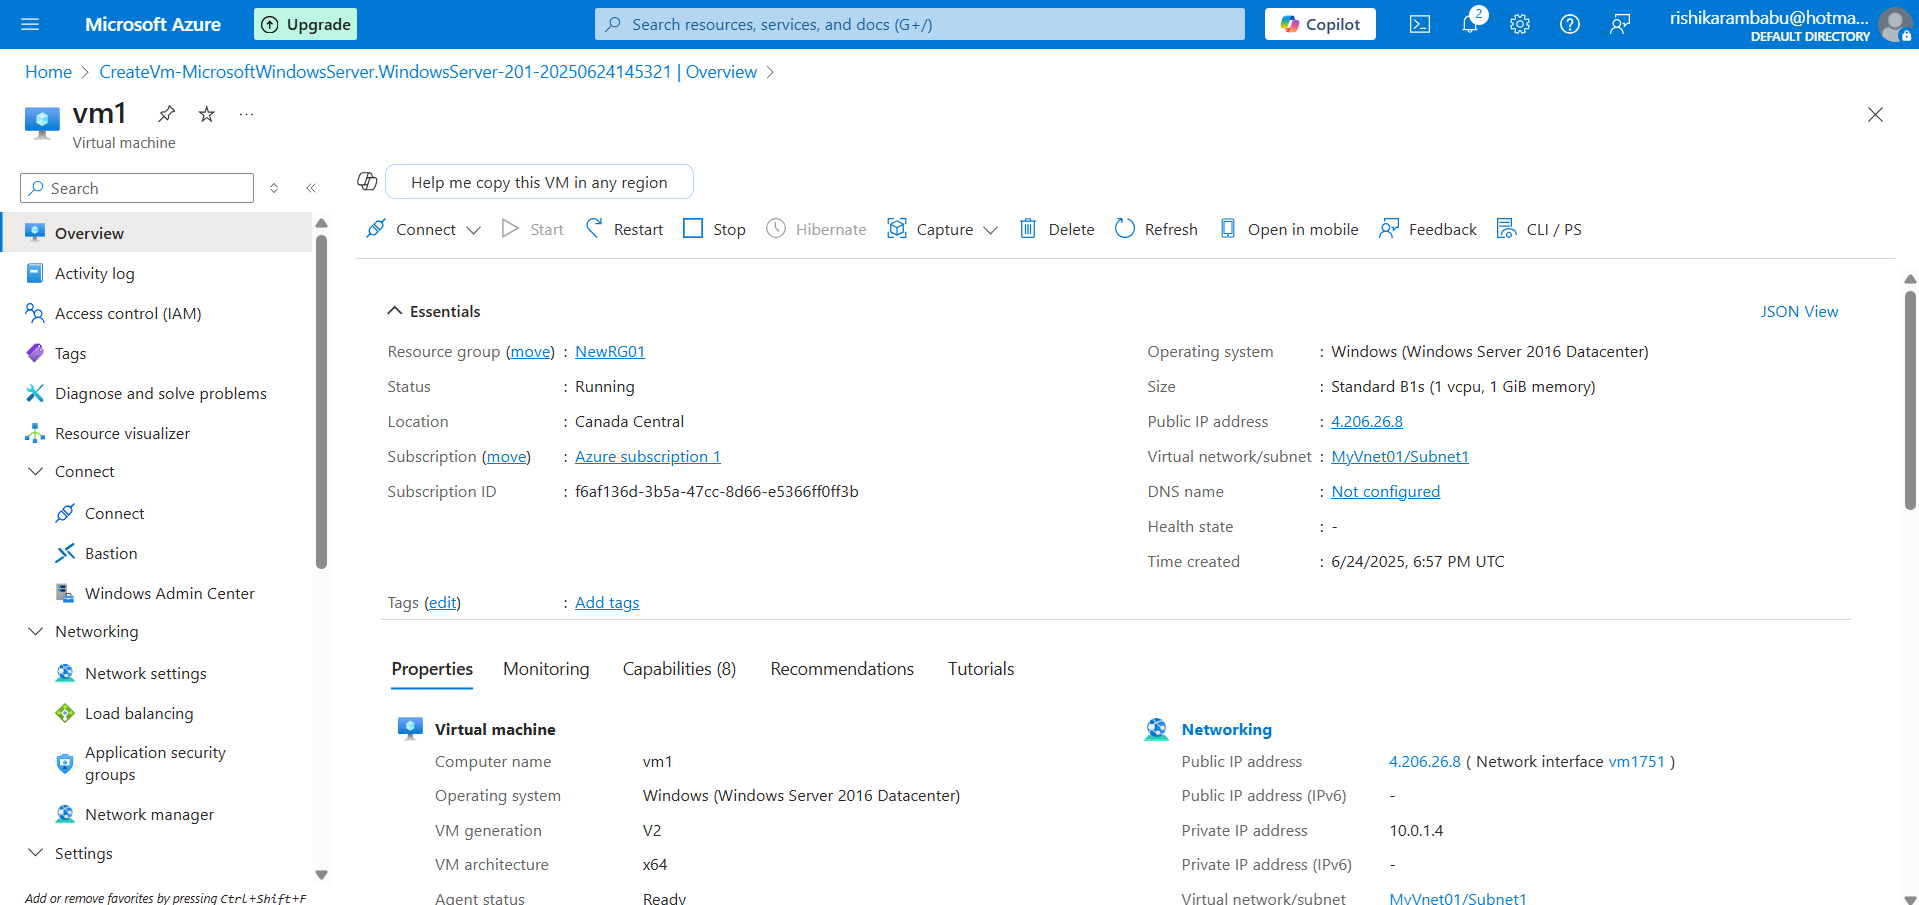 Microsoft Azure
Upgrade
Search resources, services, and docs (G+/)
Copilot
2
rishikarambabu@hotma...
DEFAULT DIRECTORY
Home > CreateVm-MicrosoftWindowsServer.WindowsServer-201-20250624145321 | Overview >
vm1
Virtual machine
Search
Overview
Activity log
Access control (IAM)
Tags
Diagnose and solve problems
Resource visualizer
Connect
Connect
Bastion
Windows Admin Center
Networking
Network settings
Load balancing
Application security
groups
Network manager
Settings
Add or remove favorites by pressing Ctrl+Shift+F
Help me copy this VM in any region
Connect Start Restart Stop Hibernate Capture Delete Refresh Open in mobile Feedback CLI / PS
Essentials
JSON View
Resource group (move) : NewRG01
Status : Running
Location : Canada Central
Subscription (move) : Azure subscription 1
Subscription ID : f6af136d-3b5a-47cc-8d66-e5366ff0ff3b
Operating system : Windows (Windows Server 2016 Datacenter)
Size : Standard B1s (1 vcpu, 1 GiB memory)
Public IP address : 4.206.26.8
Virtual network/subnet : MyVnet01/Subnet1
DNS name : Not configured
Health state : -
Time created : 6/24/2025, 6:57 PM UTC
Tags (edit) : Add tags
Properties Monitoring Capabilities (8) Recommendations Tutorials
Virtual machine
Computer name vm1
Operating system Windows (Windows Server 2016 Datacenter)
VM generation V2
VM architecture x64
Agent status Ready
Networking
Public IP address 4.206.26.8 ( Network interface vm1751 )
Public IP address (IPv6) -
Private IP address 10.0.1.4
Private IP address (IPv6) -
Virtual network/subnet MyVnet01/Subnet1